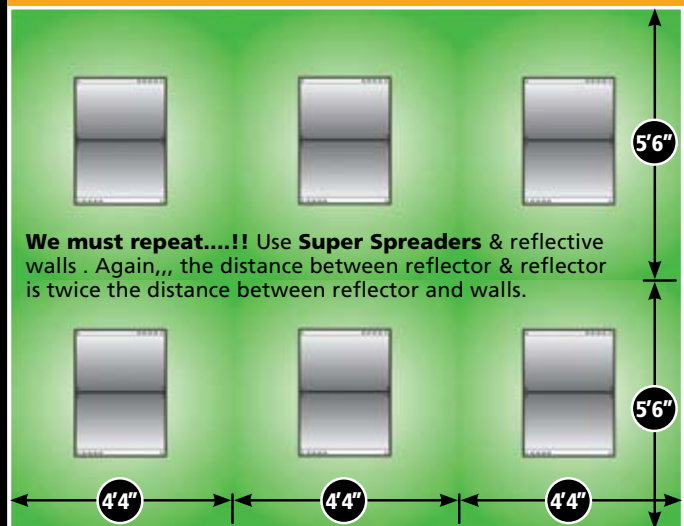 5'6"
We must repeat....!! Use Super Spreaders & reflective
walls . Again,,, the distance between reflector & reflector
is twice the distance between reflector and walls.
5'6"
4'4" 4'4" 4'4"